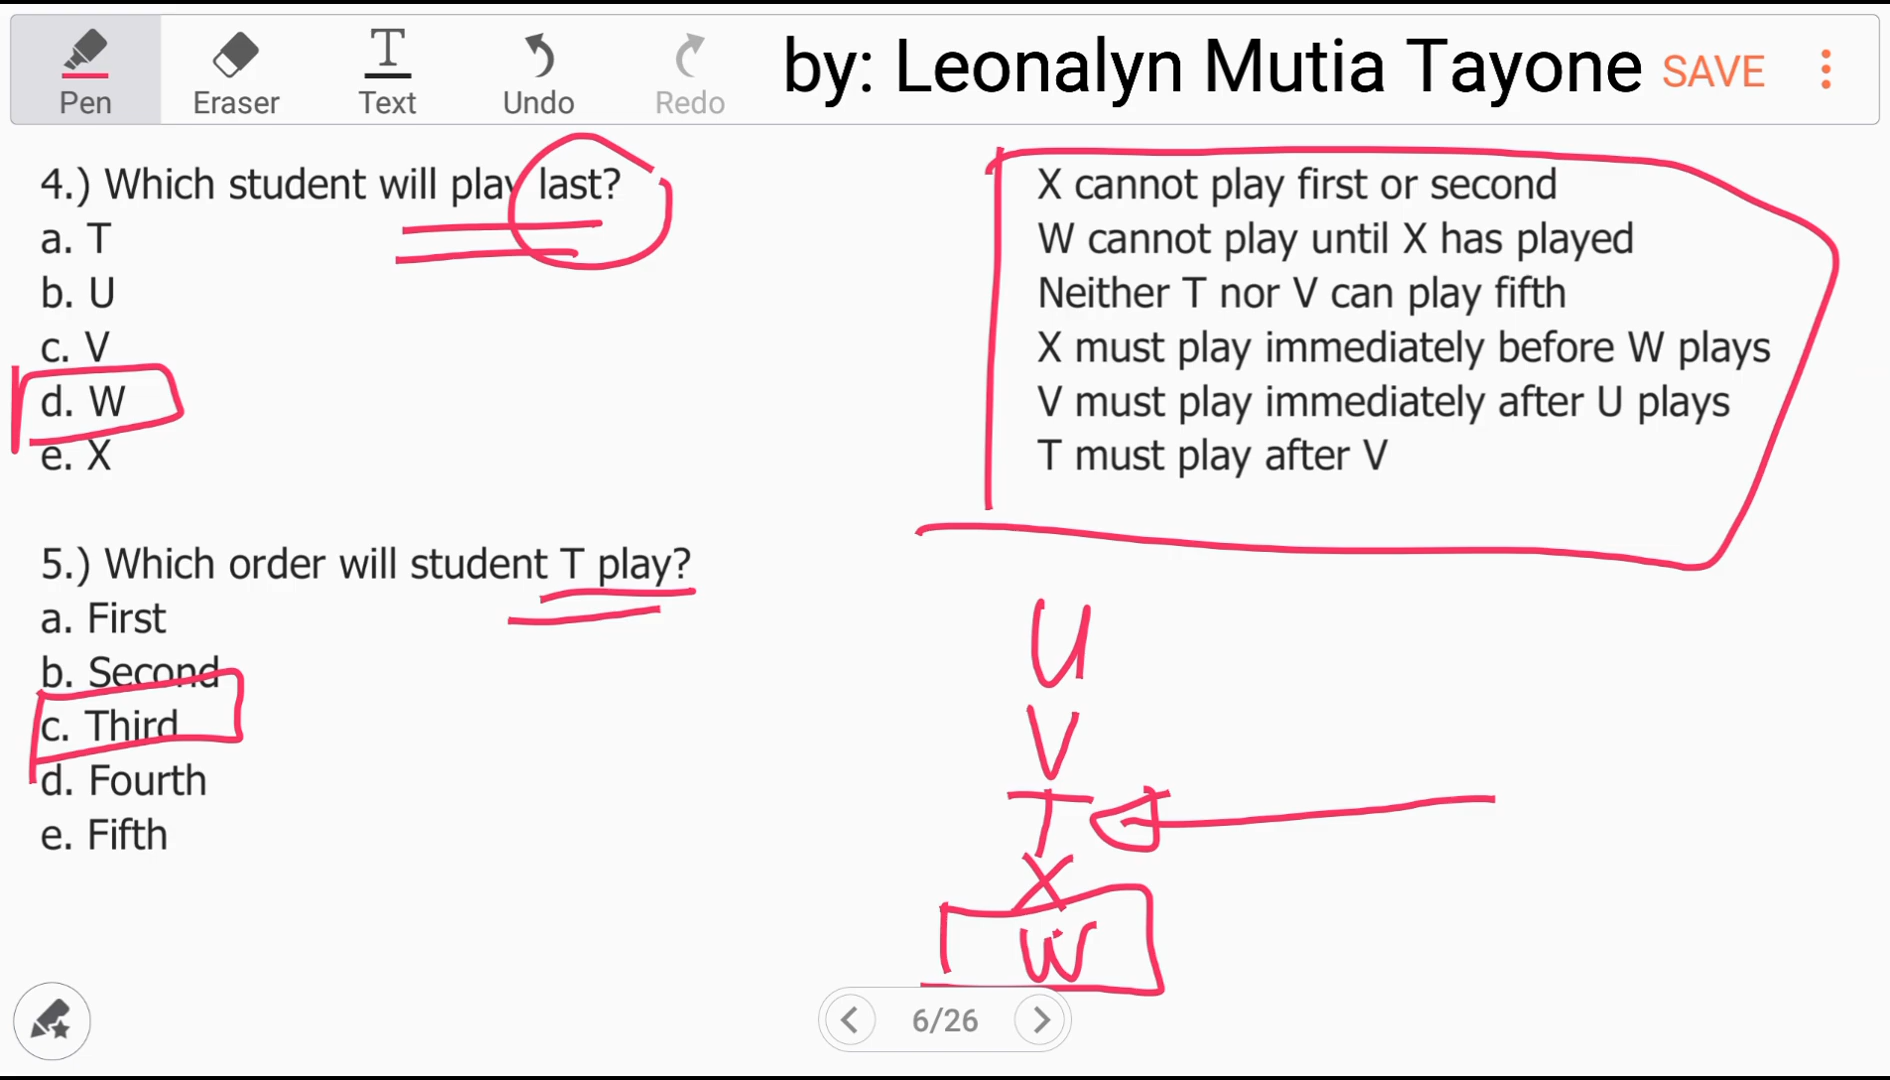 Pen
Eraser
Text
Undo
Redo
by: Leonalyn Mutia Tayone
SAVE
4.) Which student will play last?
a. T
b. U
c. V
d. W
e. X
5.) Which order will student T play?
a. First
b. Second
c. Third
d. Fourth
e. Fifth
X cannot play first or second
W cannot play until X has played
Neither T nor V can play fifth
X must play immediately before W plays
V must play immediately after U plays
T must play after V
U
V
T
X
W
6/26